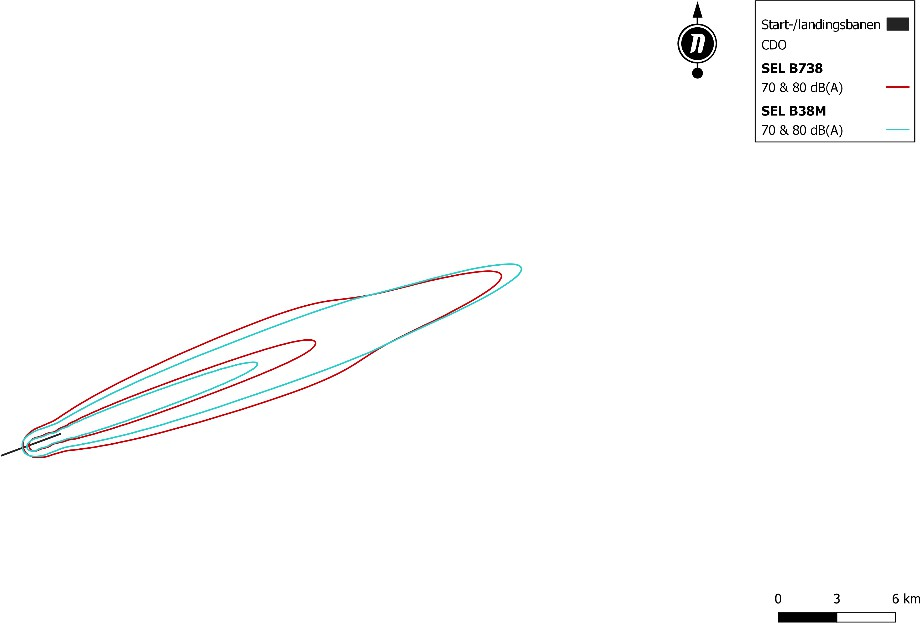 Start-/landingsbanen
CDO
SEL B738
70 & 80 dB(A)
SEL B38M
70 & 80 dB(A)
n
0 3 6 km